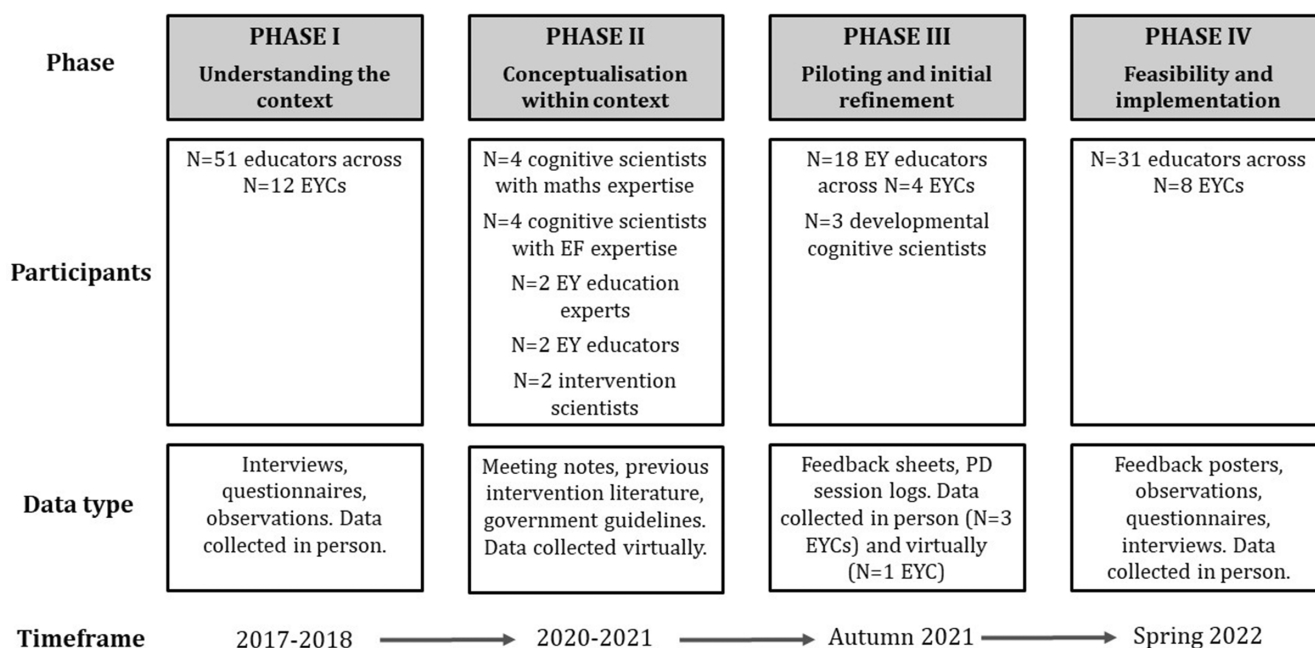 Phase
PHASE I
Understanding the
context
PHASE II
Conceptualisation
within context
PHASE III
Piloting and initial
refinement
PHASE IV
Feasibility and
implementation
Participants
N=51 educators across
N=12 EYCs
N=4 cognitive scientists
with maths expertise
N=4 cognitive scientists
with EF expertise
N=2 EY education
experts
N=2 EY educators
N=2 intervention
scientists
N=18 EY educators
across N=4 EYCs
N=3 developmental
cognitive scientists
N=31 educators across
N=8 EYCs
Data type
Interviews,
questionnaires,
observations. Data
collected in person.
Meeting notes, previous
intervention literature,
government guidelines.
Data collected virtually.
Feedback sheets, PD
session logs. Data
collected in person (N=3
EYCs) and virtually
(N=1 EYC)
Feedback posters,
observations,
questionnaires,
interviews. Data
collected in person.
Timeframe
2017-2018
2020-2021
Autumn 2021
Spring 2022